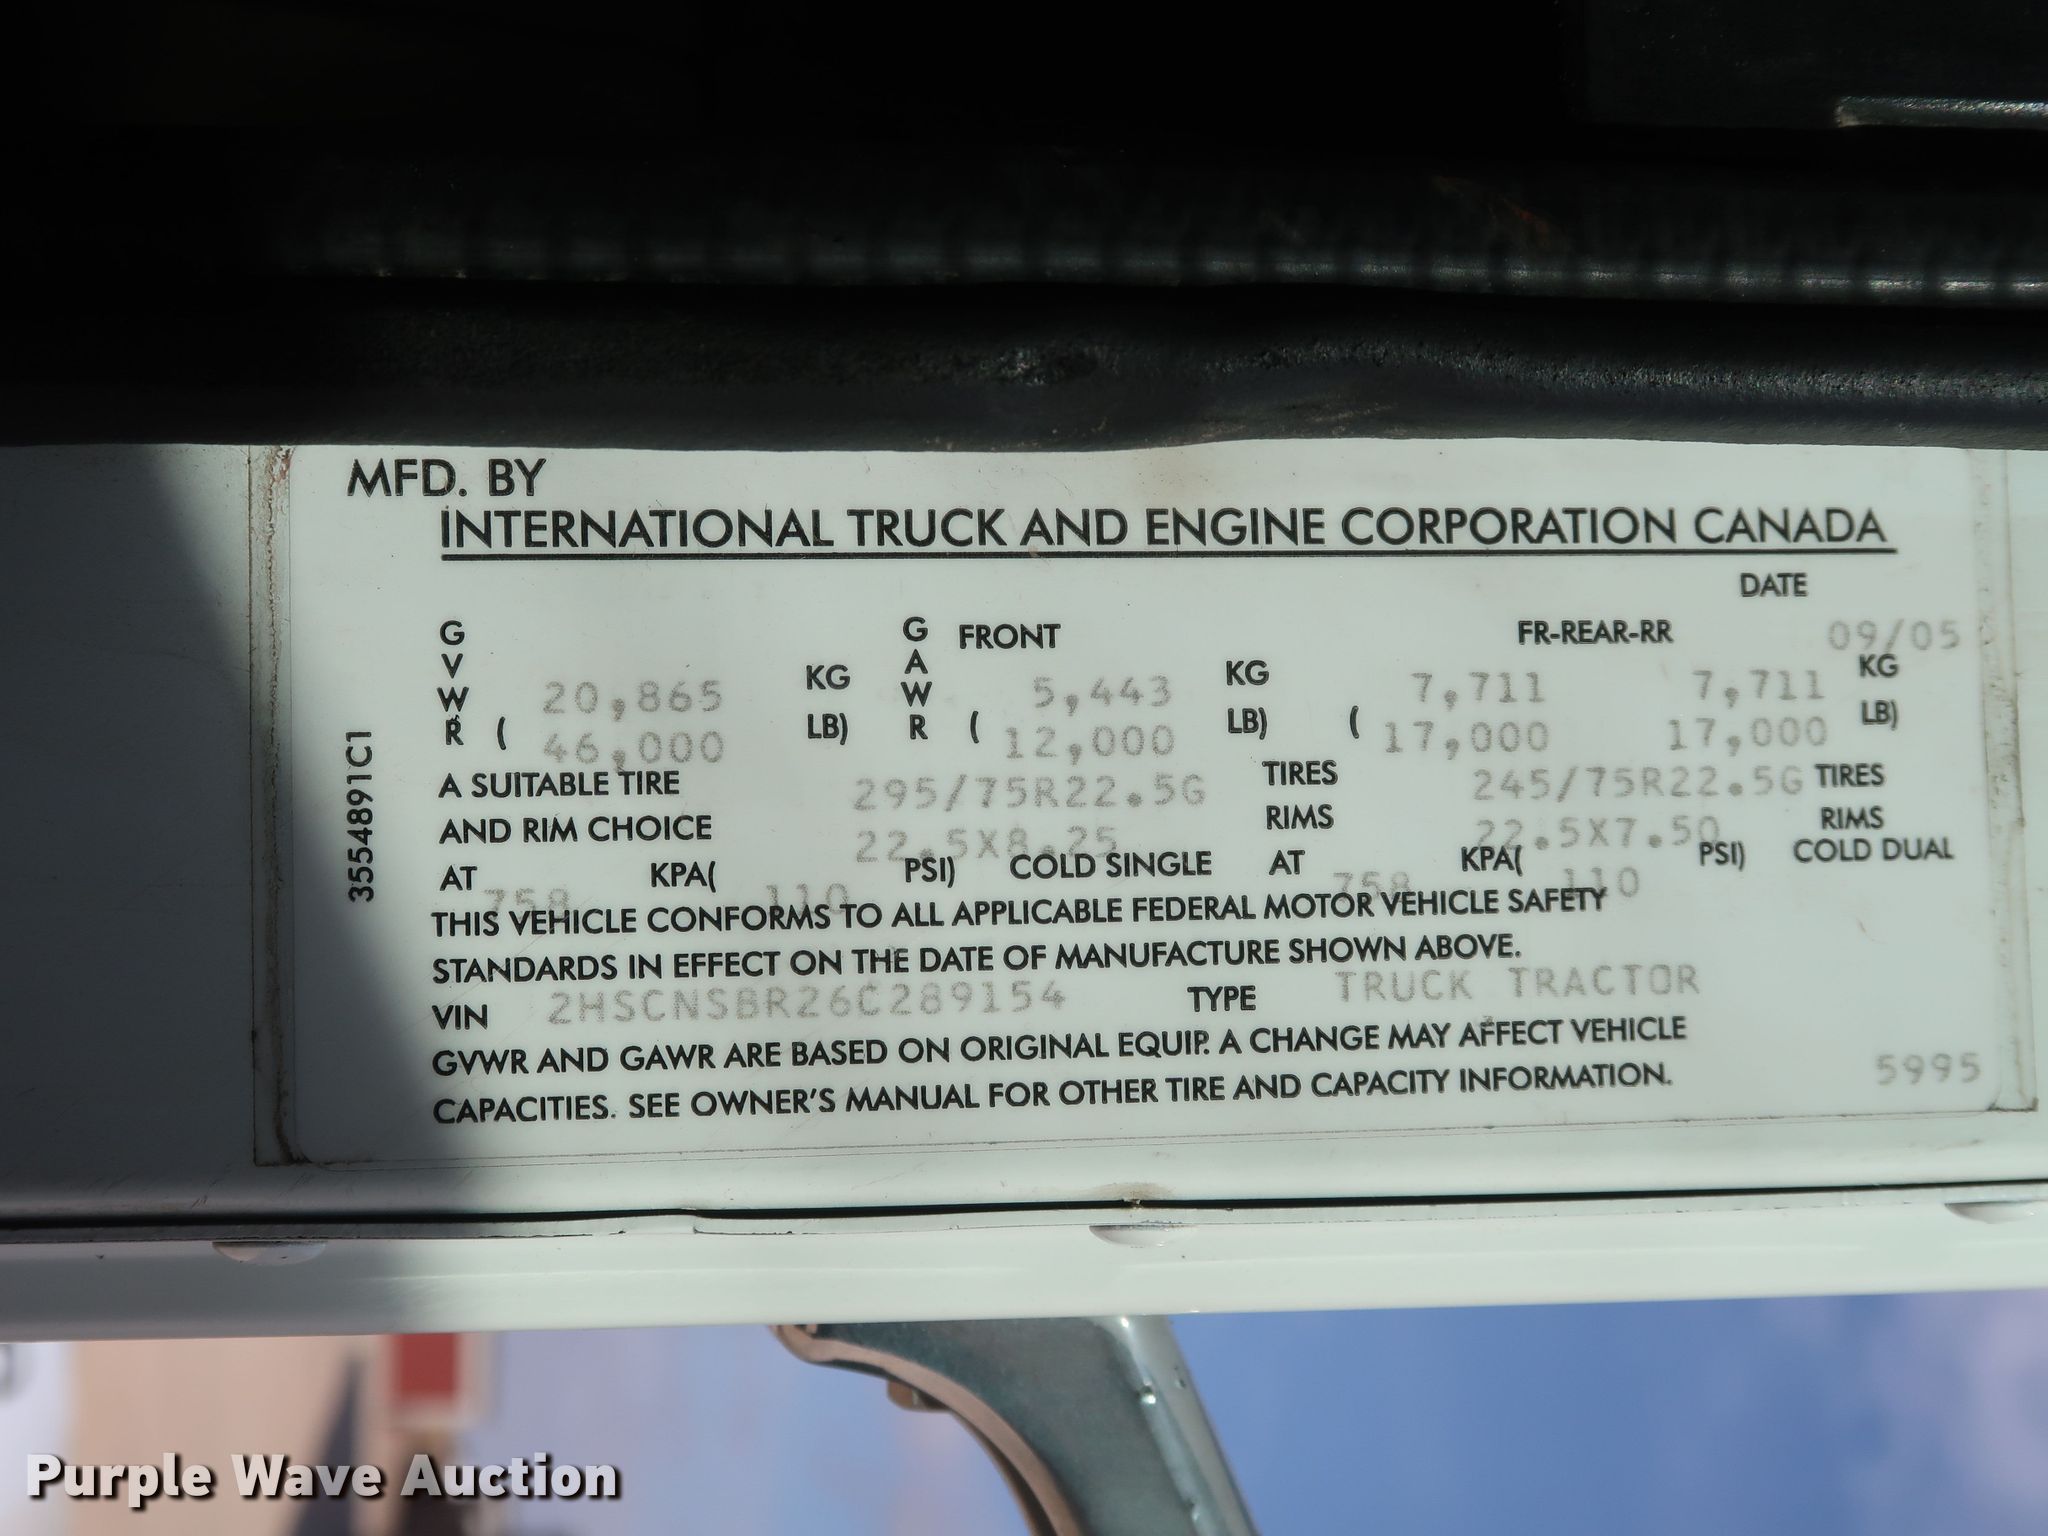 MFD. BY
INTERNATIONAL TRUCK AND ENGINE CORPORATION CANADA
DATE
GVWR GAWR FRONT FR-REAR-RR 09/05
20,865 KG 5,443 KG 7,711 7,711 KG
( 46,000 LB) ( 12,000 LB) ( 17,000 17,000 LB)
A SUITABLE TIRE 295/75R22.5G TIRES 245/75R22.5G TIRES
AND RIM CHOICE 22.5X8.25 RIMS 22.5X7.50 RIMS
AT 758 KPA( 110 PSI) COLD SINGLE AT 758 KPA( 110 PSI) COLD DUAL
THIS VEHICLE CONFORMS TO ALL APPLICABLE FEDERAL MOTOR VEHICLE SAFETY
STANDARDS IN EFFECT ON THE DATE OF MANUFACTURE SHOWN ABOVE.
VIN 2HSCNSBR26C289154 TYPE TRUCK TRACTOR
GVWR AND GAWR ARE BASED ON ORIGINAL EQUIP. A CHANGE MAY AFFECT VEHICLE
CAPACITIES. SEE OWNER'S MANUAL FOR OTHER TIRE AND CAPACITY INFORMATION.
5995
3554891C1
Purple Wave Auction